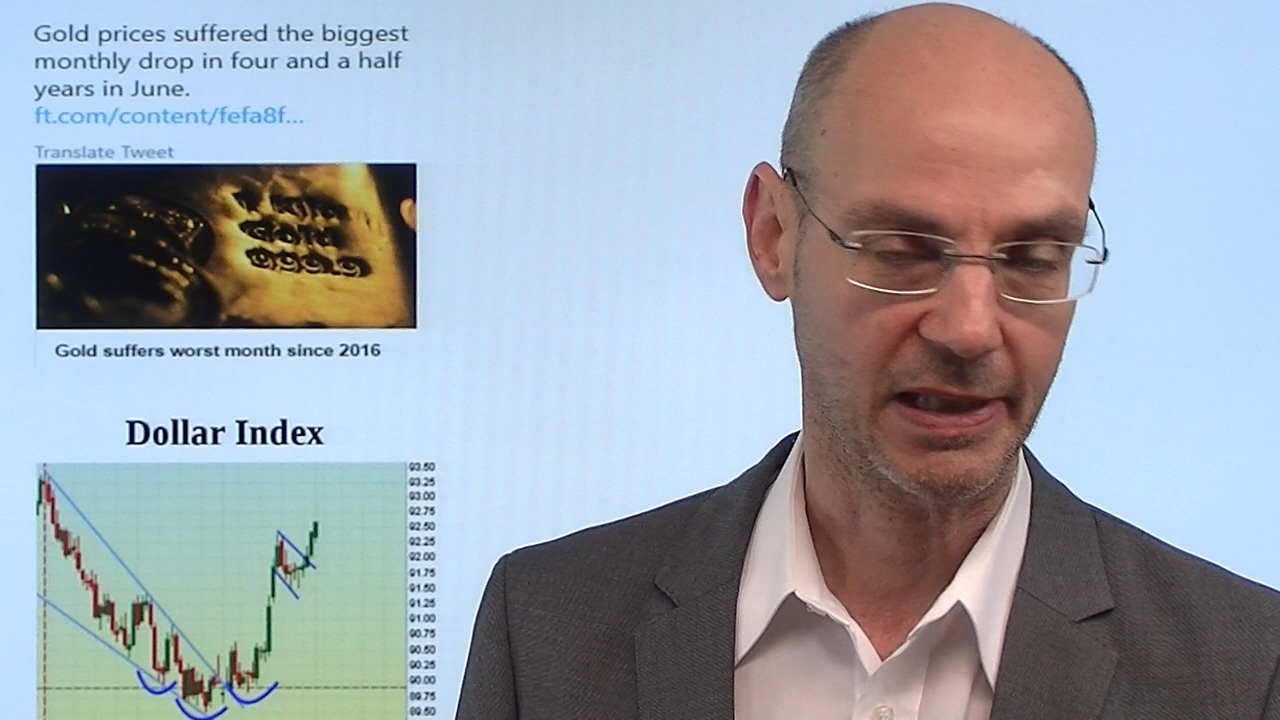 Gold prices suffered the biggest
monthly drop in four and a half
years in June.
ft.com/content/fefa8f...
Translate Tweet
1 Kilo
Gold
999.9
Gold suffers worst month since 2016
Dollar Index
93.50
93.25
93.00
92.75
92.50
92.25
92.00
91.75
91.50
91.25
91.00
90.75
90.50
90.25
90.00
89.75
89.50